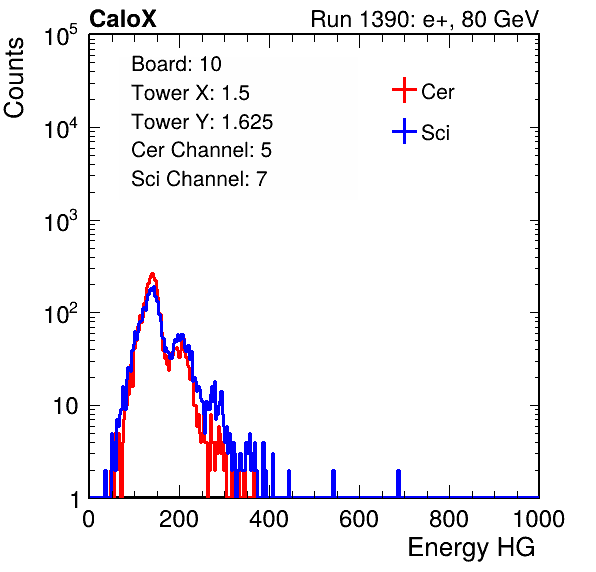 CaloX Run 1390: e+, 80 GeV
Counts
10^5
10^4
10^3
10^2
10
1
Board: 10
Tower X: 1.5
Tower Y: 1.625
Cer Channel: 5
Sci Channel: 7
Cer
Sci
0 200 400 600 800 1000
Energy HG